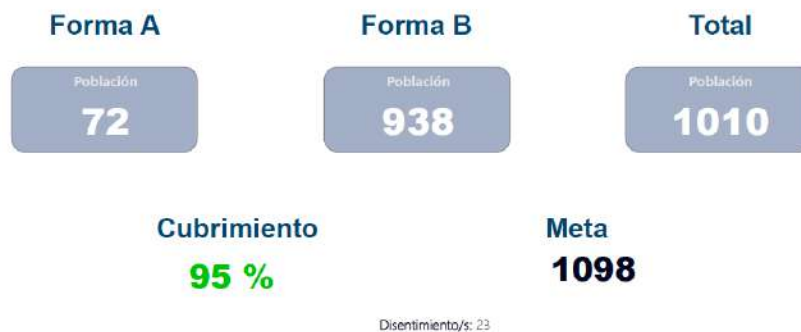 Forma A Forma B Total
Población Población Población
72 938 1010
Cubrimiento Meta
95 % 1098
Disentimiento/s: 23